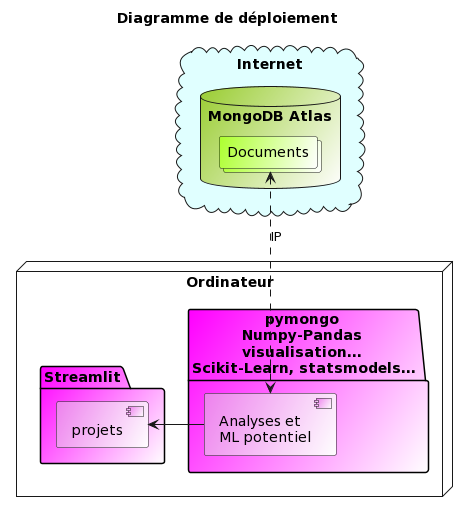 Diagramme de déploiement
Internet
MongoDB Atlas
Documents
IP
Ordinateur
pymongo
Numpy-Pandas
visualisation...
Scikit-Learn, statsmodels...
Streamlit
projets
Analyses et
ML potentiel